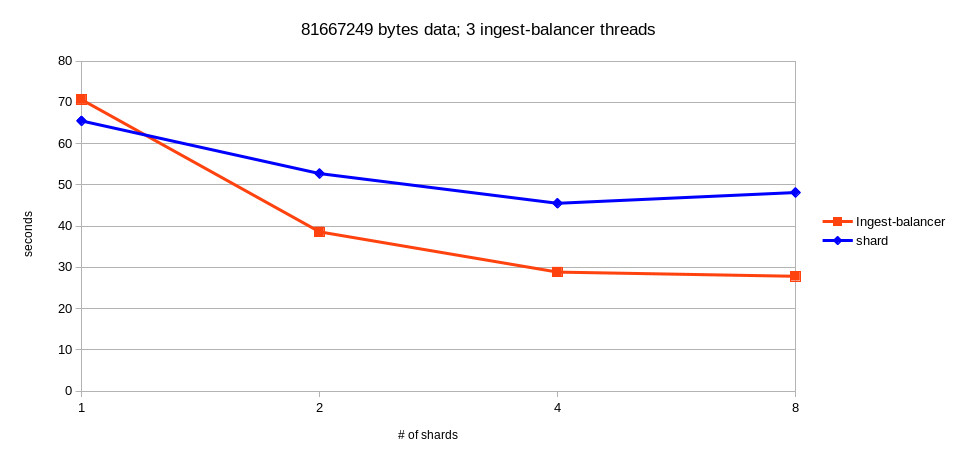 81667249 bytes data; 3 ingest-balancer threads
80
70
60
50
40
30
20
10
0
seconds
1 2 4 8
# of shards
Ingest-balancer
shard